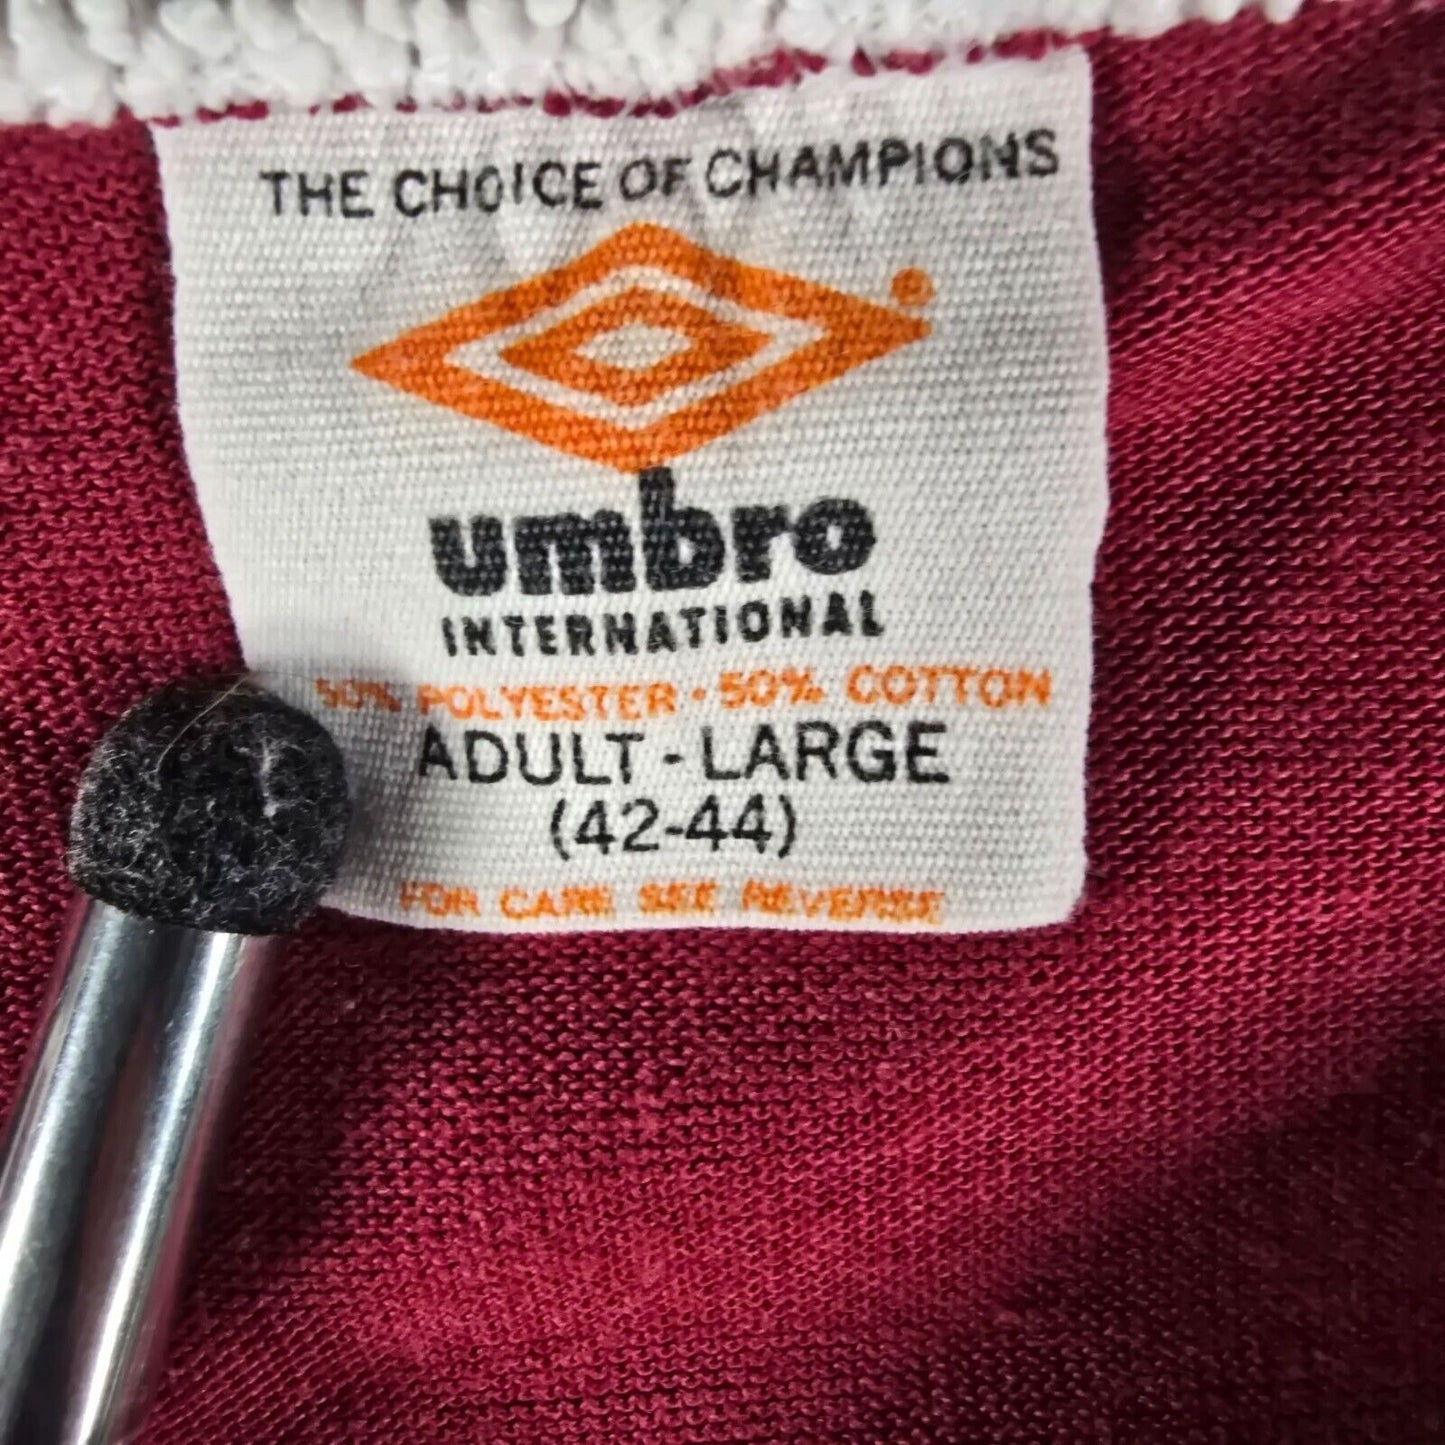 THE CHOICE OF CHAMPIONS
®
umbro
INTERNATIONAL
50% POLYESTER · 50% COTTON
ADULT - LARGE
(42-44)
FOR CARE SEE REVERSE